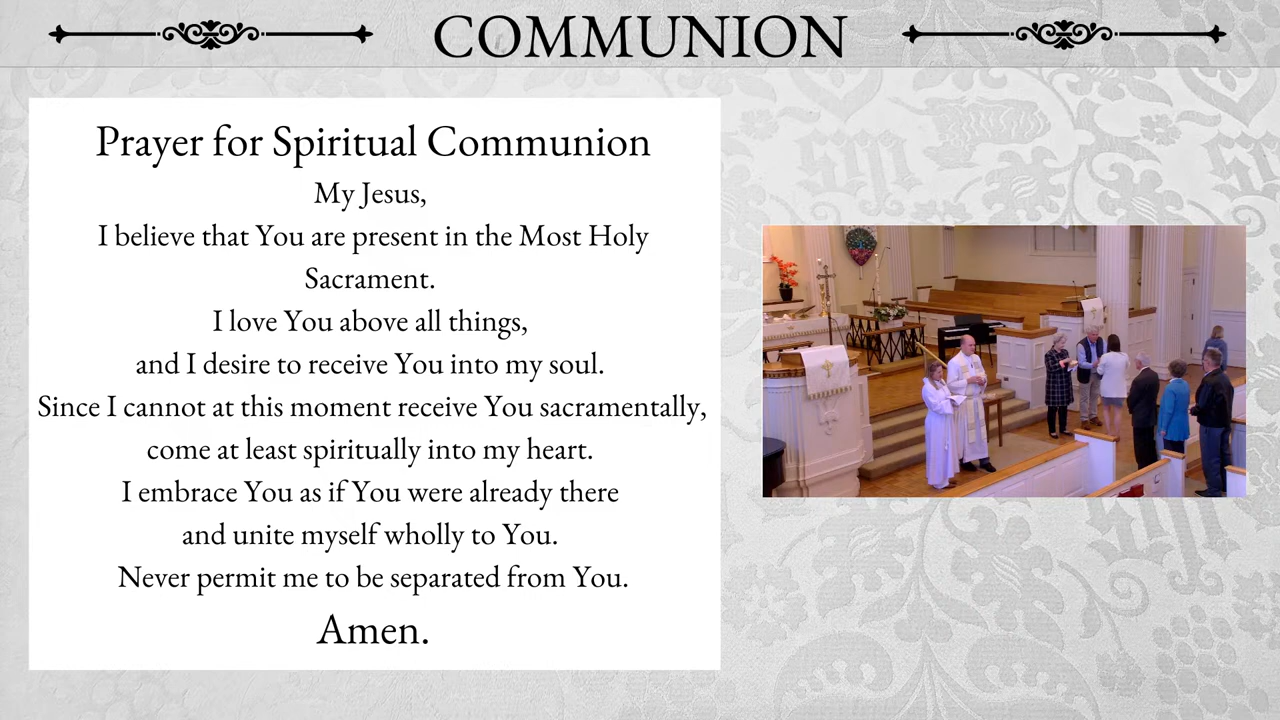 COMMUNION
Prayer for Spiritual Communion
My Jesus,
I believe that You are present in the Most Holy
Sacrament.
I love You above all things,
and I desire to receive You into my soul.
Since I cannot at this moment receive You sacramentally,
come at least spiritually into my heart.
I embrace You as if You were already there
and unite myself wholly to You.
Never permit me to be separated from You.
Amen.